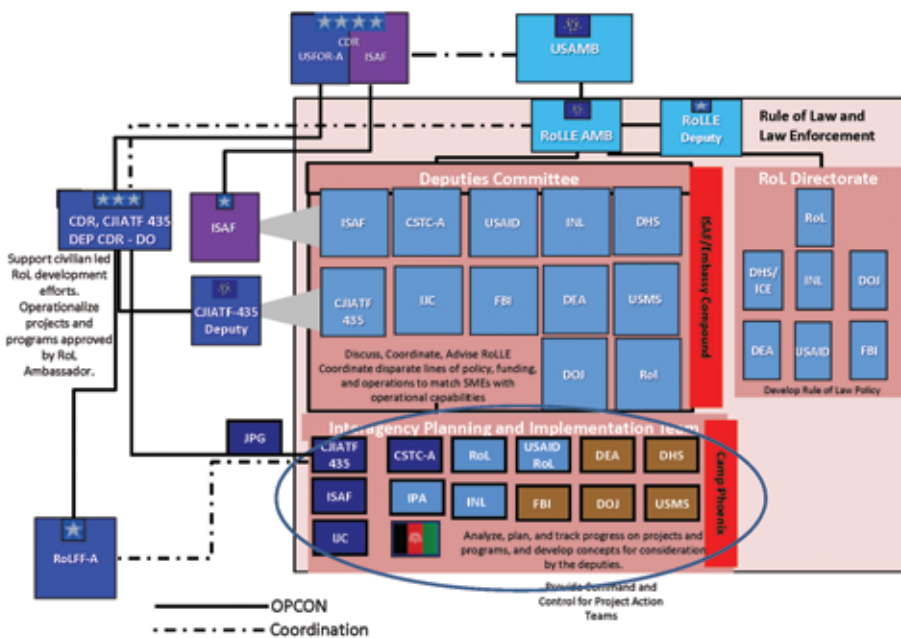 CDR
USFOR-A
ISAF
USAMB
RoLLE AMB
RoLLE
Deputy
Rule of Law and
Law Enforcement
CDR, CJIATF 435
DEP CDR - DO
Support civilian led
RoL development
efforts.
Operationalize
projects and
programs approved
by RoL
Ambassador.
ISAF
CJIATF-435
Deputy
Deputies Committee
ISAF
CSTC-A
USAID
INL
DHS
CJIATF
435
IJC
FBI
DEA
USMS
DOJ
Rol
Discuss, Coordinate, Advise RoLLE
Coordinate disparate lines of policy, funding,
and operations to match SMEs with
operational capabilities
ISAF/Embassy Compound
RoL Directorate
RoL
DHS/
ICE
INL
DOJ
DEA
USAID
FBI
Develop Rule of Law Policy
Interagency Planning and Implementation Team
JPG
CJIATF
435
CSTC-A
RoL
USAID
RoL
DEA
DHS
ISAF
IPA
INL
FBI
DOJ
USMS
IJC
Analyze, plan, and track progress on projects and
programs, and develop concepts for consideration
by the deputies.
Camp Phoenix
RoLFF-A
Provide Command and
Control for Project Action
Teams
OPCON
Coordination